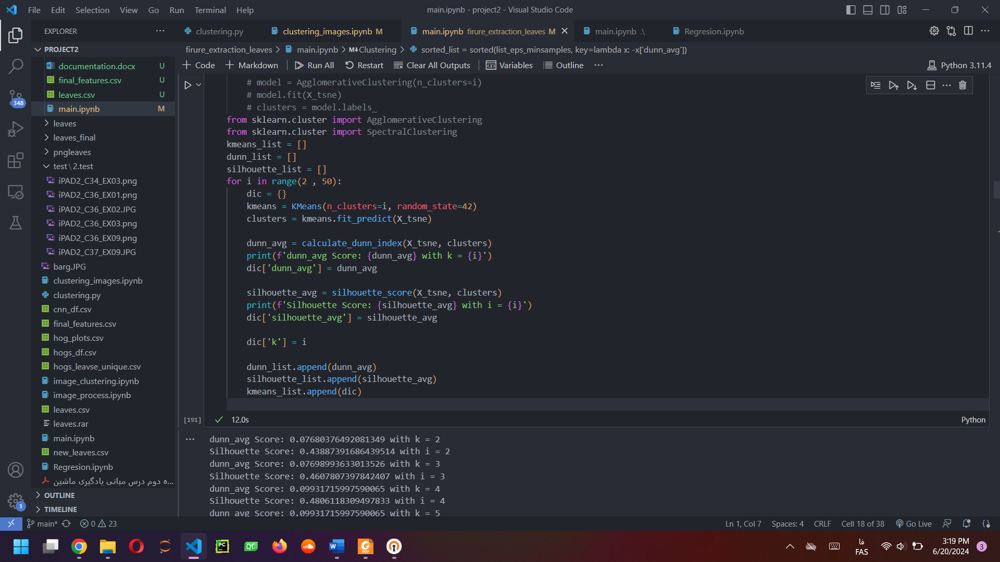 File Edit Selection View Go Run Terminal Help
main.ipynb - project2 - Visual Studio Code
EXPLORER
clustering.py
clustering_images.ipynb M
main.ipynb firure_extraction_leaves M
main.ipynb .\
Regresion.ipynb
PROJECT2
firure_extraction_leaves > main.ipynb > M↓Clustering > sorted_list = sorted(list_eps_minsamples, key=lambda x: -x['dunn_avg'])
+ Code + Markdown Run All Restart Clear All Outputs Variables Outline ...
Python 3.11.4
documentation.docx U
final_features.csv U
leaves.csv U
main.ipynb M
leaves
leaves_final
pngleaves
test\2.test
iPAD2_C34_EX03.png
iPAD2_C36_EX01.png
iPAD2_C36_EX02.JPG
iPAD2_C36_EX03.png
iPAD2_C36_EX09.png
iPAD2_C37_EX09.JPG
barg.JPG
clustering_images.ipynb
clustering.py
cnn_df.csv
final_features.csv
hog_plots.csv
hogs_df.csv
hogs_leavse_unique.csv
image_clustering.ipynb
image_process.ipynb
leaves.csv
leaves.rar
main.ipynb
new_leaves.csv
Regresion.ipynb
ه دوم درس مبانی یادگیری ماشین...
OUTLINE
TIMELINE
348
1
# model = AgglomerativeClustering(n_clusters=i)
# model.fit(X_tsne)
# clusters = model.labels_
from sklearn.cluster import AgglomerativeClustering
from sklearn.cluster import SpectralClustering
kmeans_list = []
dunn_list = []
silhouette_list = []
for i in range(2 , 50):
dic = {}
kmeans = KMeans(n_clusters=i, random_state=42)
clusters = kmeans.fit_predict(X_tsne)
dunn_avg = calculate_dunn_index(X_tsne, clusters)
print(f'dunn_avg Score: {dunn_avg} with k = {i}')
dic['dunn_avg'] = dunn_avg
silhouette_avg = silhouette_score(X_tsne, clusters)
print(f'Silhouette Score: {silhouette_avg} with i = {i}')
dic['silhouette_avg'] = silhouette_avg
dic['k'] = i
dunn_list.append(dunn_avg)
silhouette_list.append(silhouette_avg)
kmeans_list.append(dic)
[191] 12.0s Python
dunn_avg Score: 0.07680376492081349 with k = 2
Silhouette Score: 0.43887391686439514 with i = 2
dunn_avg Score: 0.07698993633013526 with k = 3
Silhouette Score: 0.4607807397842407 with i = 3
dunn_avg Score: 0.09931715997590065 with k = 4
Silhouette Score: 0.4806118309497833 with i = 4
dunn_avg Score: 0.09931715997590065 with k = 5
main* 0 23
Ln 1, Col 7 Spaces: 4 CRLF Cell 18 of 38 Go Live
PC
QC
W
PDF
فا
FAS
3:19 PM
6/20/2024
3